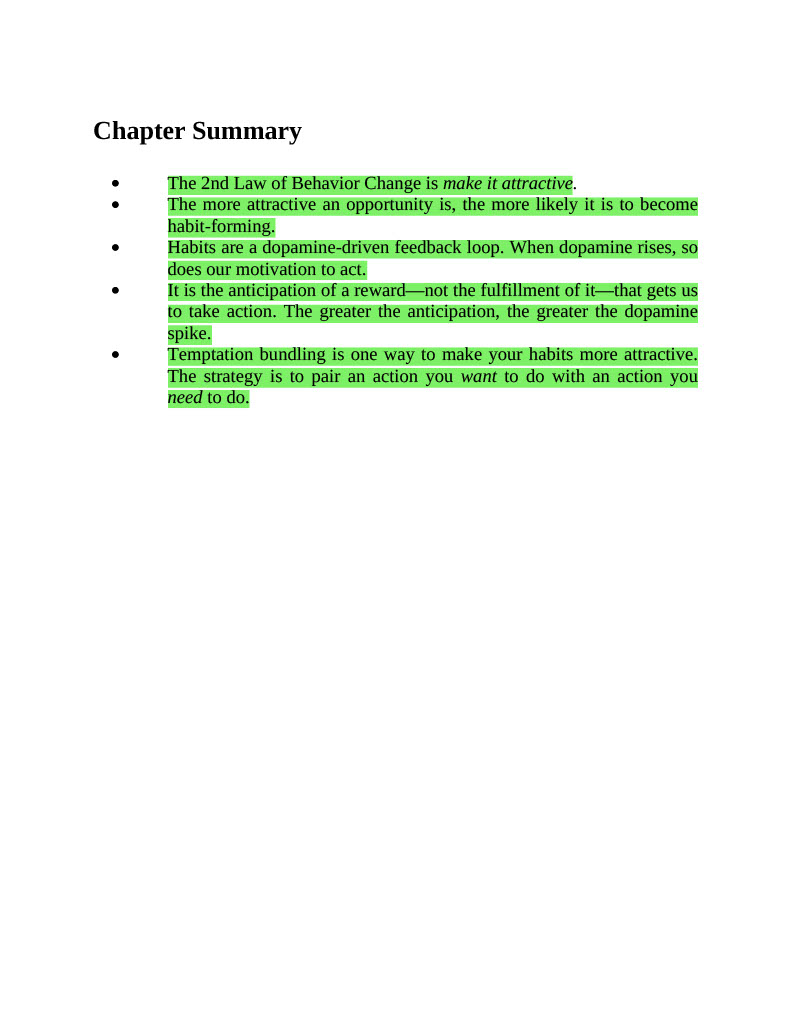 Chapter Summary
• The 2nd Law of Behavior Change is make it attractive.
• The more attractive an opportunity is, the more likely it is to become
habit-forming.
• Habits are a dopamine-driven feedback loop. When dopamine rises, so
does our motivation to act.
• It is the anticipation of a reward—not the fulfillment of it—that gets us
to take action. The greater the anticipation, the greater the dopamine
spike.
• Temptation bundling is one way to make your habits more attractive.
The strategy is to pair an action you want to do with an action you
need to do.